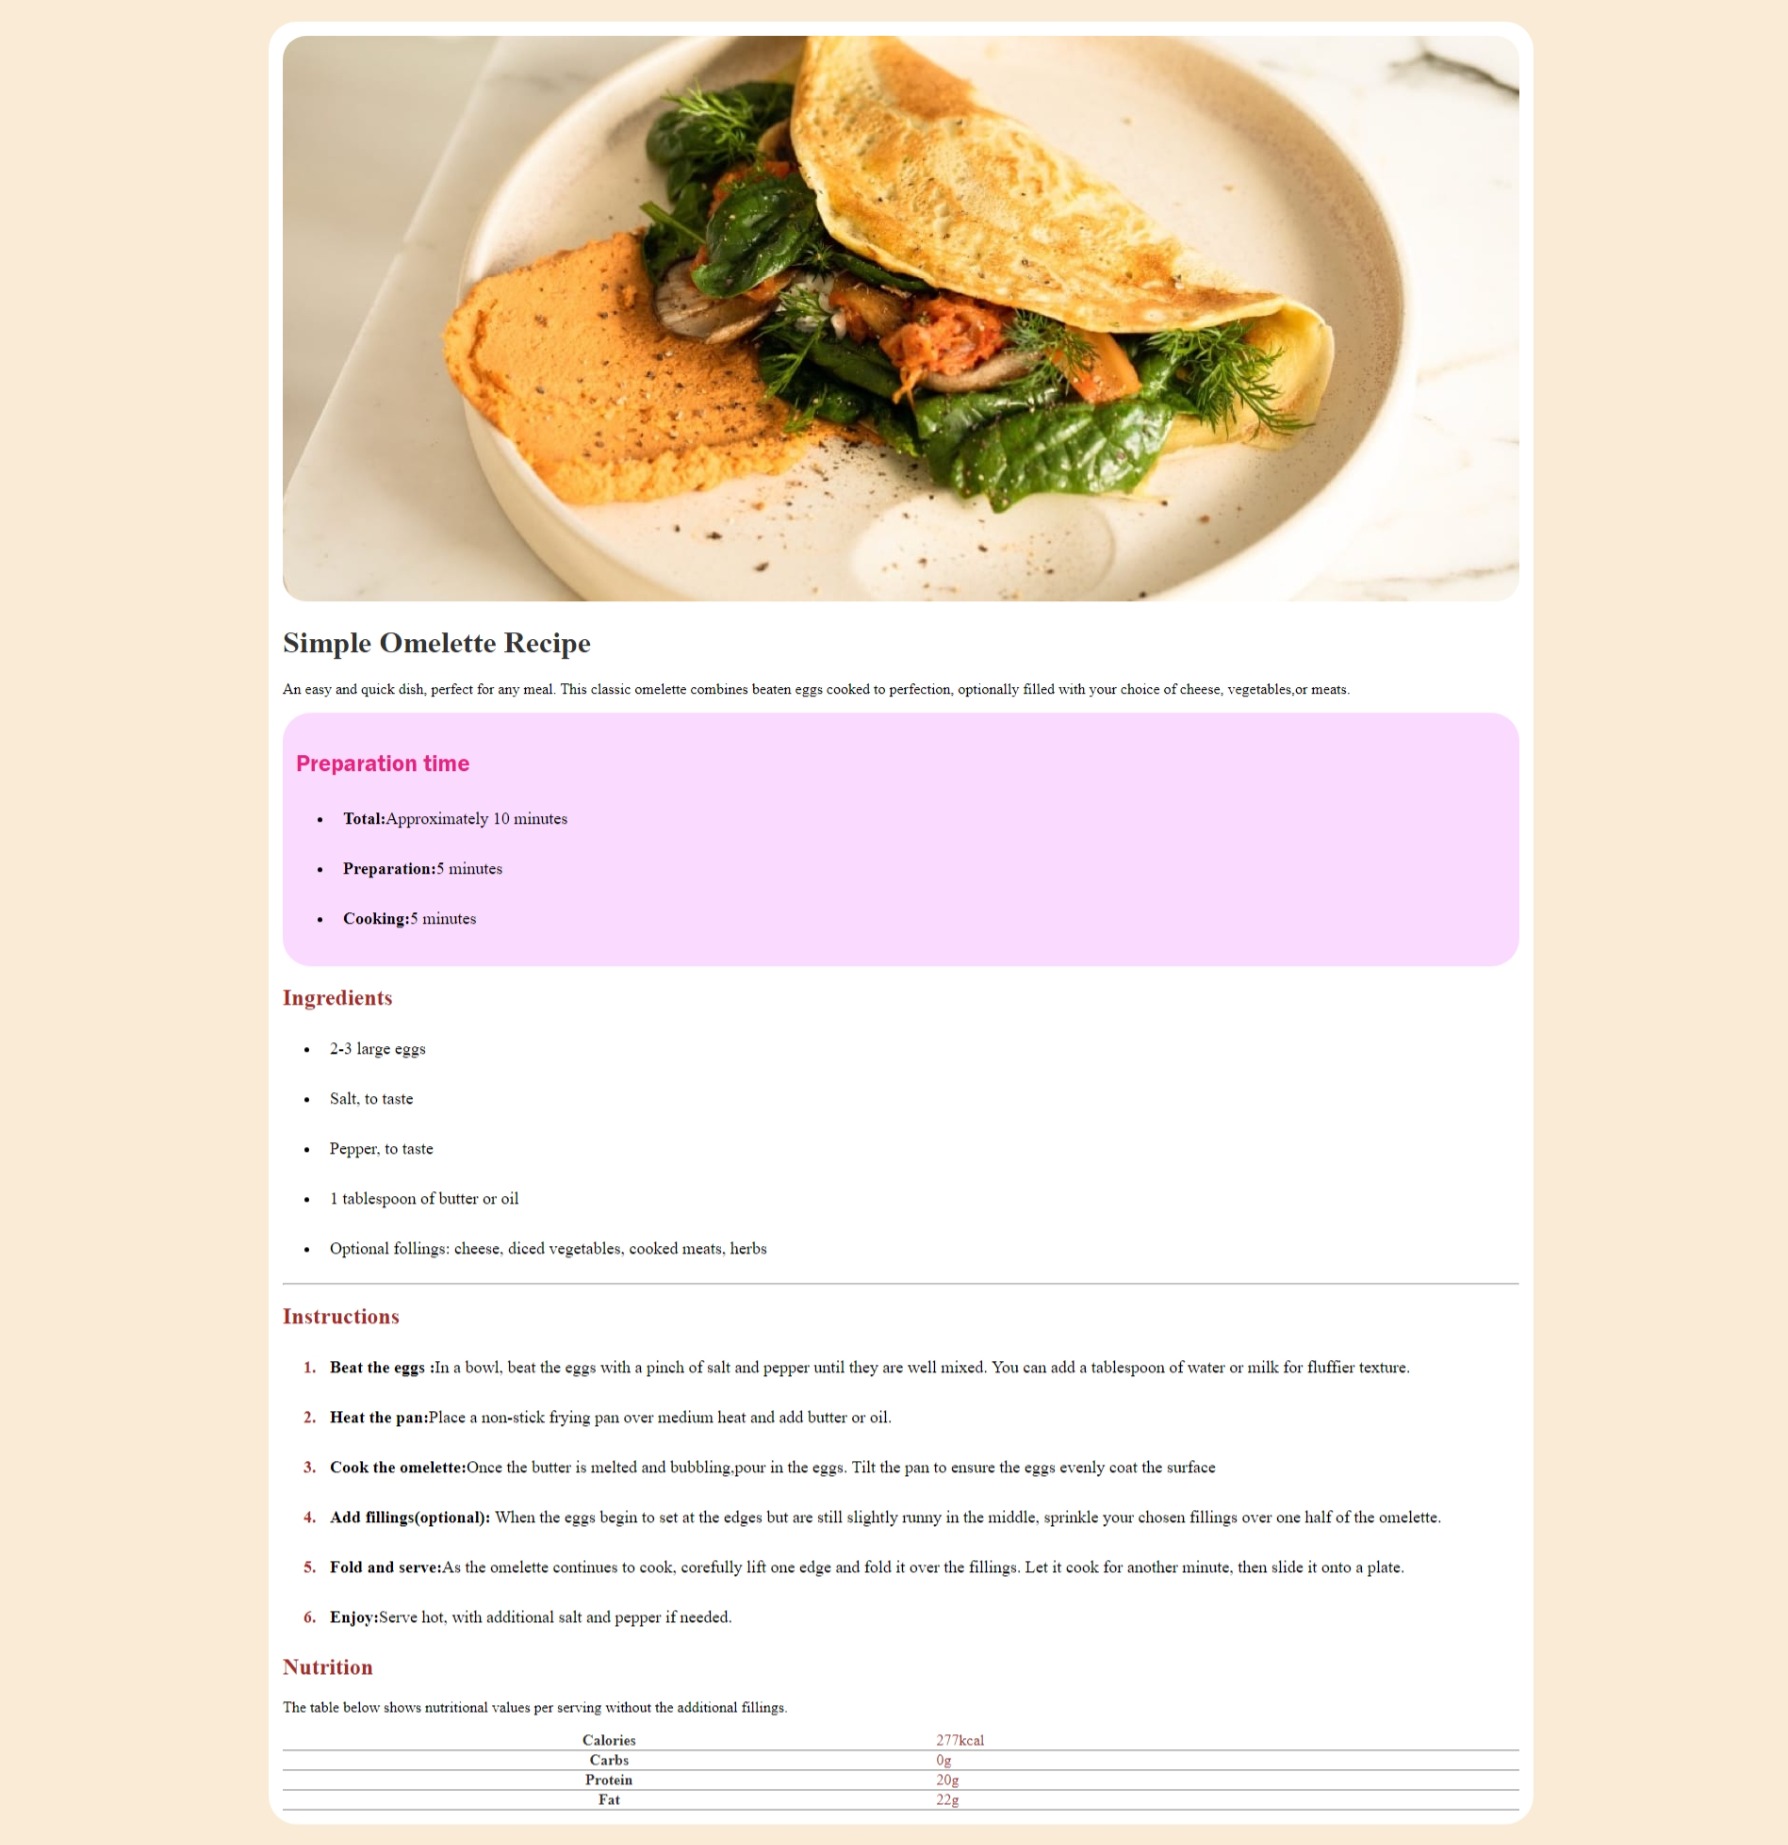 Simple Omelette Recipe
An easy and quick dish, perfect for any meal. This classic omelette combines beaten eggs cooked to perfection, optionally filled with your choice of cheese, vegetables,or meats.
Preparation time
• Total:Approximately 10 minutes
• Preparation:5 minutes
• Cooking:5 minutes
Ingredients
• 2-3 large eggs
• Salt, to taste
• Pepper, to taste
• 1 tablespoon of butter or oil
• Optional follings: cheese, diced vegetables, cooked meats, herbs
Instructions
1. Beat the eggs :In a bowl, beat the eggs with a pinch of salt and pepper until they are well mixed. You can add a tablespoon of water or milk for fluffier texture.
2. Heat the pan:Place a non-stick frying pan over medium heat and add butter or oil.
3. Cook the omelette:Once the butter is melted and bubbling,pour in the eggs. Tilt the pan to ensure the eggs evenly coat the surface
4. Add fillings(optional): When the eggs begin to set at the edges but are still slightly runny in the middle, sprinkle your chosen fillings over one half of the omelette.
5. Fold and serve:As the omelette continues to cook, corefully lift one edge and fold it over the fillings. Let it cook for another minute, then slide it onto a plate.
6. Enjoy:Serve hot, with additional salt and pepper if needed.
Nutrition
The table below shows nutritional values per serving without the additional fillings.
Calories 277kcal
Carbs 0g
Protein 20g
Fat 22g